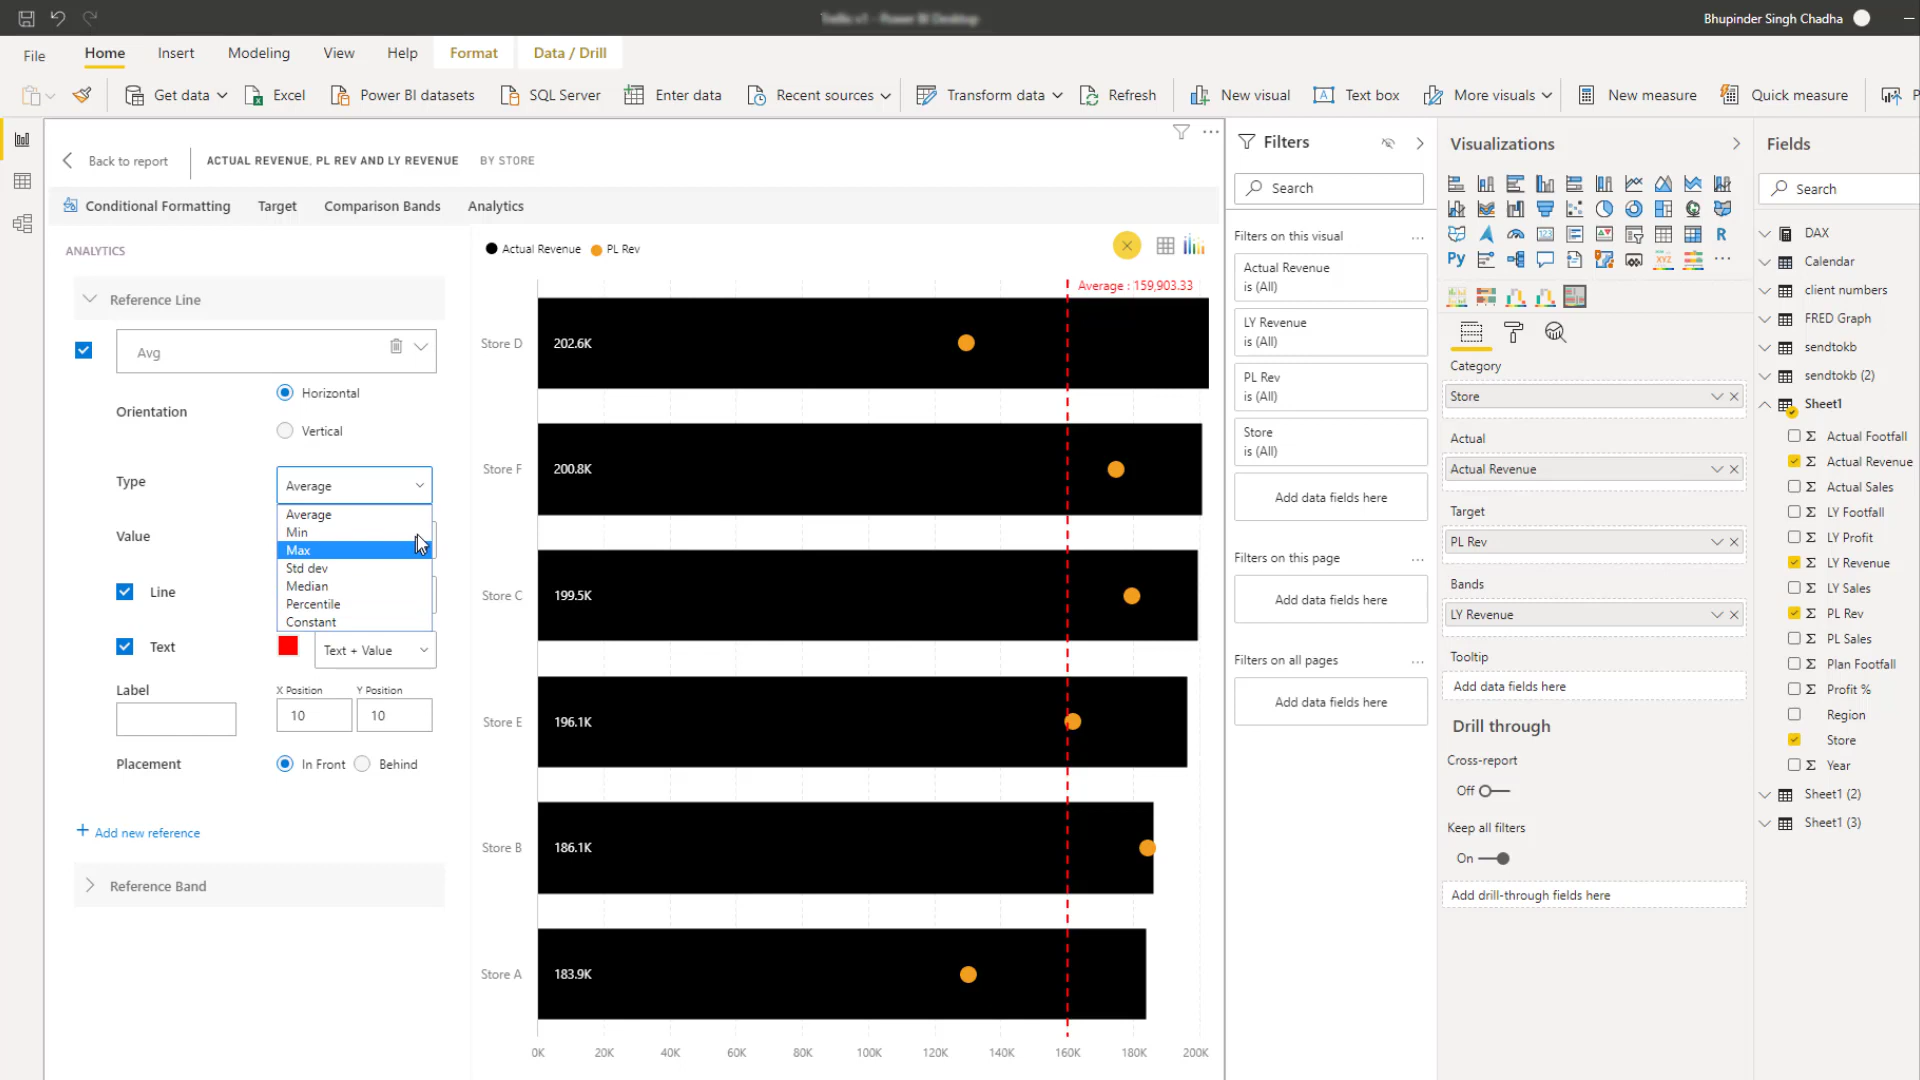 Bhupinder Singh Chadha
File
Home
Insert
Modeling
View
Help
Format
Data / Drill
Get data
Excel
Power BI datasets
SQL Server
Enter data
Recent sources
Transform data
Refresh
New visual
Text box
More visuals
New measure
Quick measure
Back to report
ACTUAL REVENUE, PL REV AND LY REVENUE BY STORE
Conditional Formatting
Target
Comparison Bands
Analytics
ANALYTICS
Reference Line
Avg
Orientation
Horizontal
Vertical
Type
Average
Average
Min
Max
Std dev
Median
Percentile
Constant
Value
Line
Text
Text + Value
Label
X Position
Y Position
10
10
Placement
In Front
Behind
+ Add new reference
Reference Band
Actual Revenue
PL Rev
Average : 159,903.33
Store D
202.6K
Store F
200.8K
Store C
199.5K
Store E
196.1K
Store B
186.1K
Store A
183.9K
0K
20K
40K
60K
80K
100K
120K
140K
160K
180K
200K
Filters
Search
Filters on this visual
Actual Revenue
is (All)
LY Revenue
is (All)
PL Rev
is (All)
Store
is (All)
Add data fields here
Filters on this page
Add data fields here
Filters on all pages
Add data fields here
Visualizations
R
Py
Category
Store
Actual
Actual Revenue
Target
PL Rev
Bands
LY Revenue
Tooltip
Add data fields here
Drill through
Cross-report
Off
Keep all filters
On
Add drill-through fields here
Fields
Search
DAX
Calendar
client numbers
FRED Graph
sendtokb
sendtokb (2)
Sheet1
Σ Actual Footfall
Σ Actual Revenue
Σ Actual Sales
Σ LY Footfall
Σ LY Profit
Σ LY Revenue
Σ LY Sales
Σ PL Rev
Σ PL Sales
Σ Plan Footfall
Σ Profit %
Region
Store
Σ Year
Sheet1 (2)
Sheet1 (3)